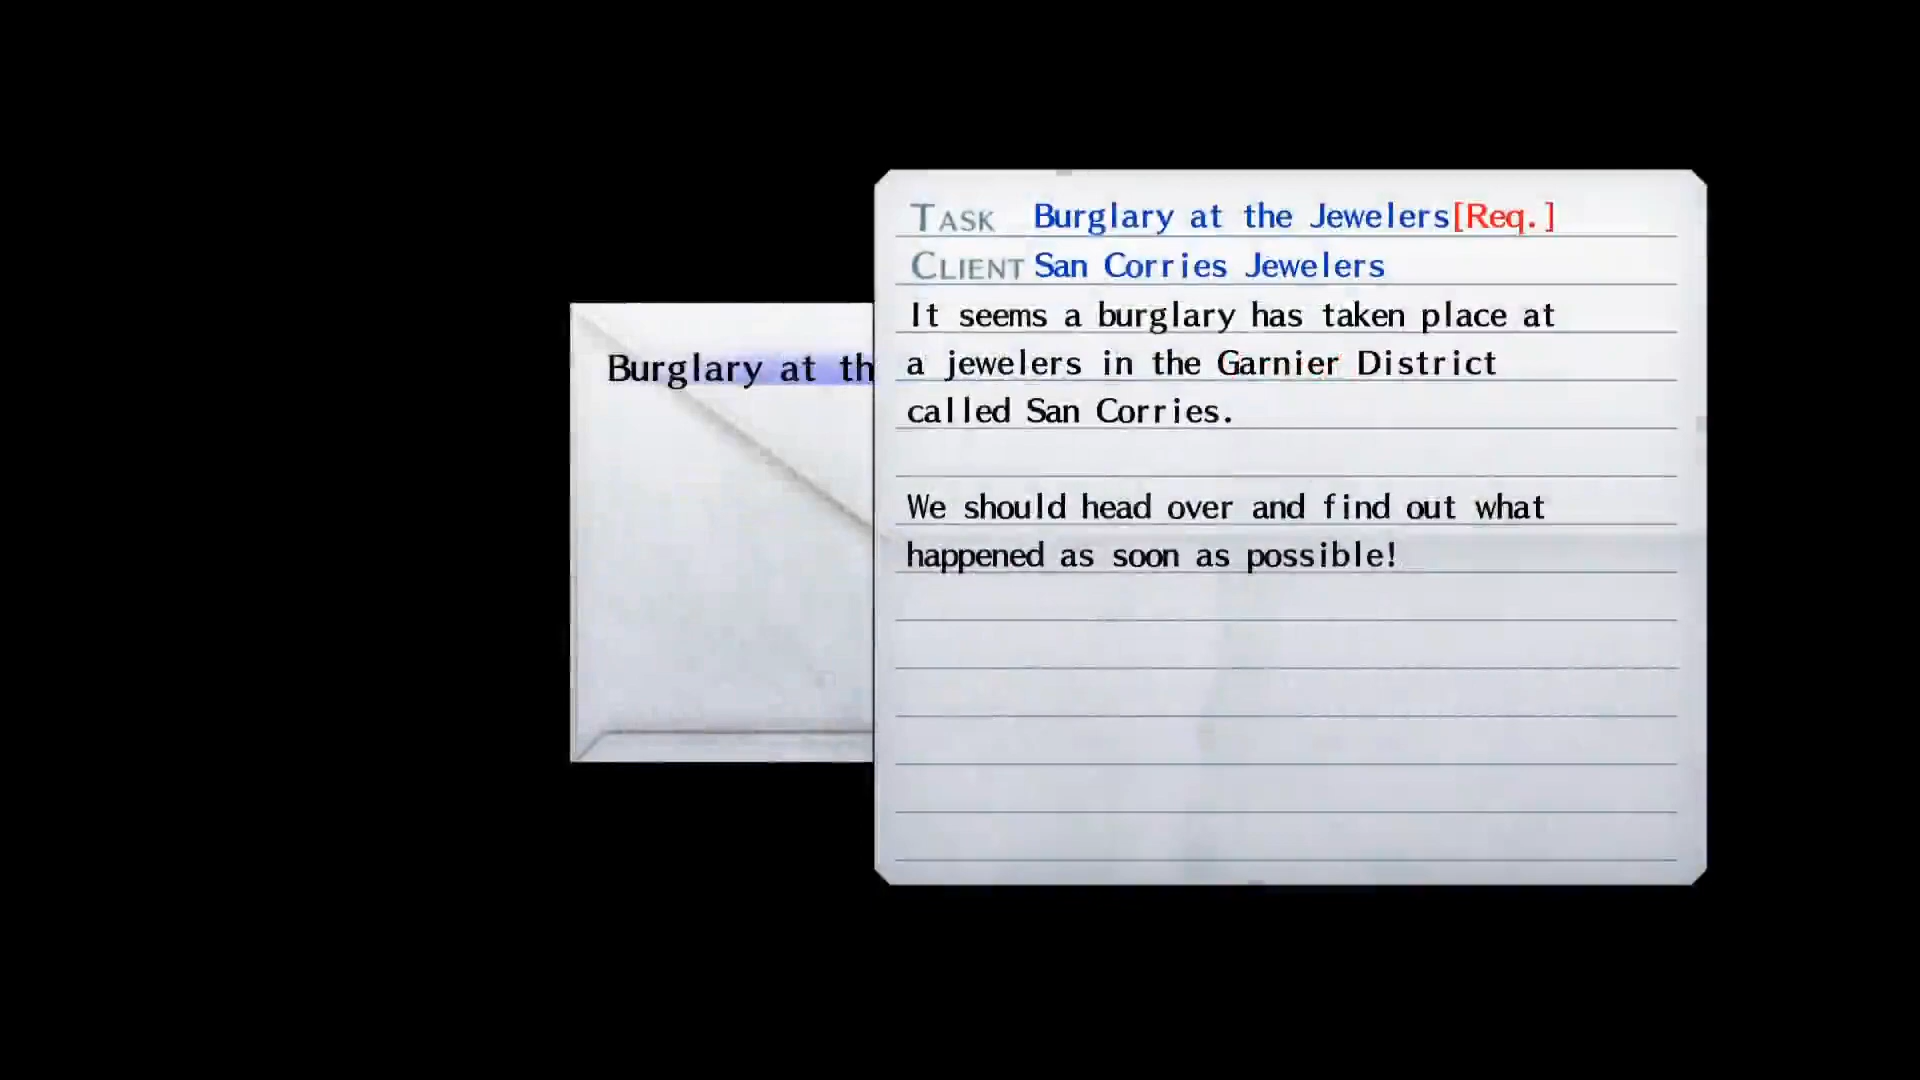 Burglary at th
TASK Burglary at the Jewelers[Req.]
CLIENT San Corries Jewelers
It seems a burglary has taken place at
a jewelers in the Garnier District
called San Corries.
We should head over and find out what
happened as soon as possible!